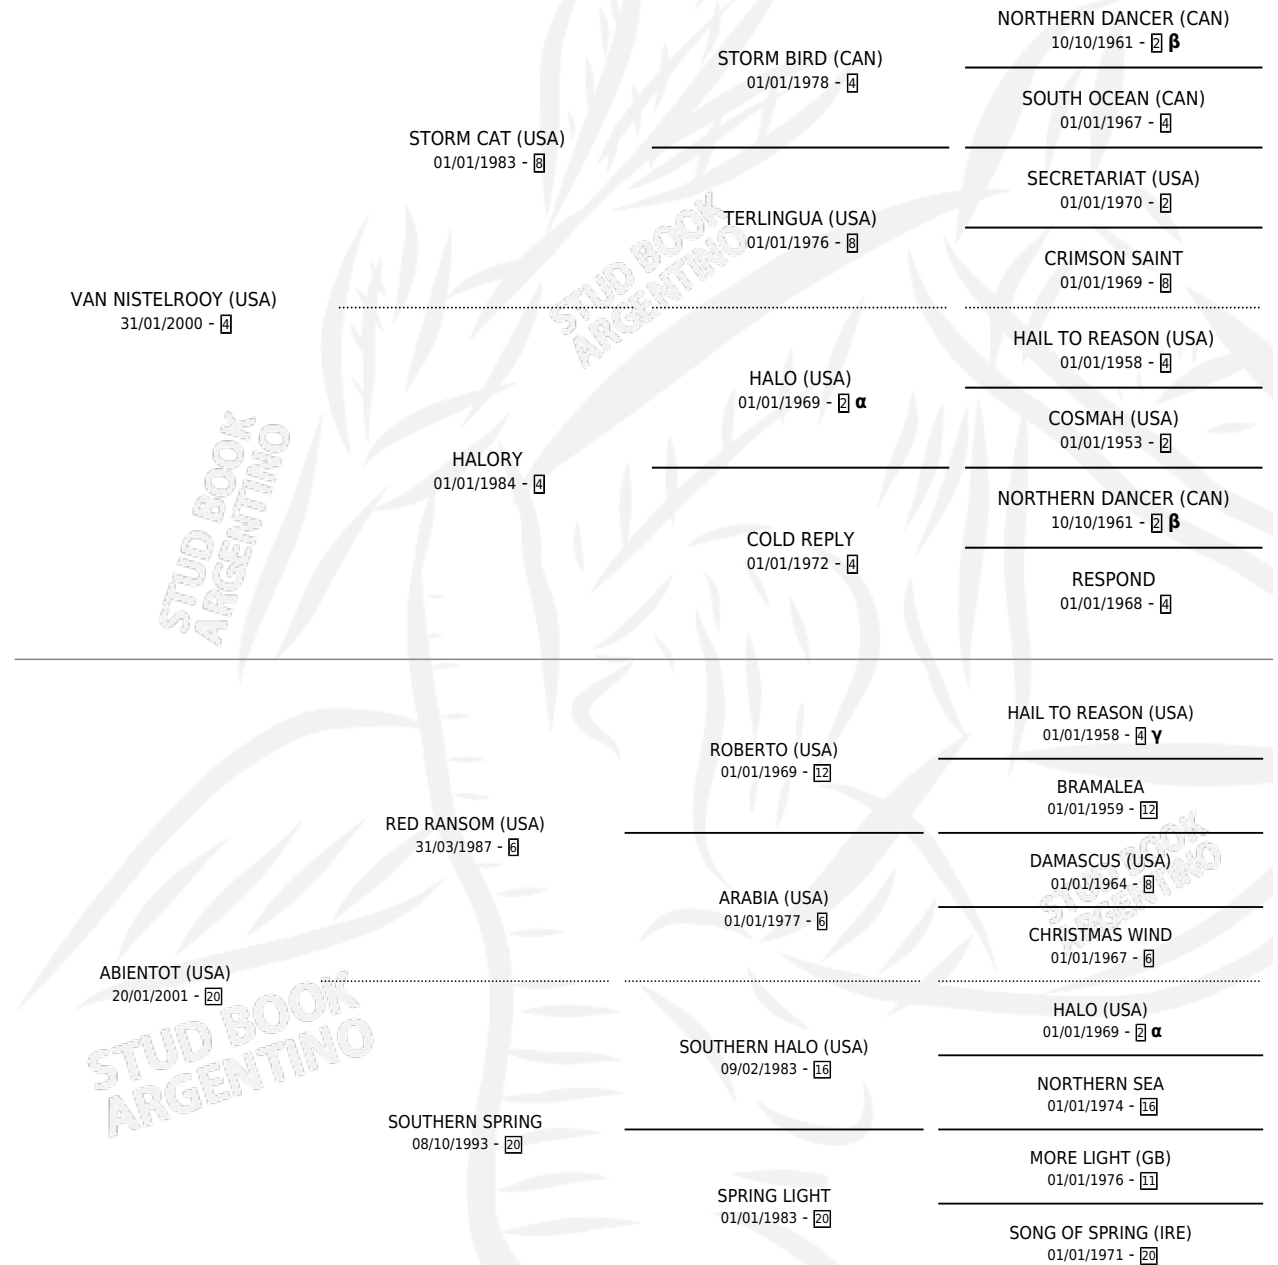 NORTHERN DANCER (CAN)
10/10/1961 - 2 β
STORM BIRD (CAN)
01/01/1978 - 4
SOUTH OCEAN (CAN)
01/01/1967 - 4
STORM CAT (USA)
01/01/1983 - 8
SECRETARIAT (USA)
01/01/1970 - 2
TERLINGUA (USA)
01/01/1976 - 8
CRIMSON SAINT
01/01/1969 - 8
VAN NISTELROOY (USA)
31/01/2000 - 4
HAIL TO REASON (USA)
01/01/1958 - 4
HALO (USA)
01/01/1969 - 2 α
COSMAH (USA)
01/01/1953 - 2
HALORY
01/01/1984 - 4
NORTHERN DANCER (CAN)
10/10/1961 - 2 β
COLD REPLY
01/01/1972 - 4
RESPOND
01/01/1968 - 4
HAIL TO REASON (USA)
01/01/1958 - 4 γ
ROBERTO (USA)
01/01/1969 - 12
BRAMALEA
01/01/1959 - 12
RED RANSOM (USA)
31/03/1987 - 6
DAMASCUS (USA)
01/01/1964 - 8
ARABIA (USA)
01/01/1977 - 6
CHRISTMAS WIND
01/01/1967 - 6
ABIENTOT (USA)
20/01/2001 - 20
HALO (USA)
01/01/1969 - 2 α
SOUTHERN HALO (USA)
09/02/1983 - 16
NORTHERN SEA
01/01/1974 - 16
SOUTHERN SPRING
08/10/1993 - 20
MORE LIGHT (GB)
01/01/1976 - 11
SPRING LIGHT
01/01/1983 - 20
SONG OF SPRING (IRE)
01/01/1971 - 20
STUD BOOK
ARGENTINO
STUD BOOK
ARGENTINO
STUD BOOK
ARGENTINO
STUD BOOK
ARGENTINO